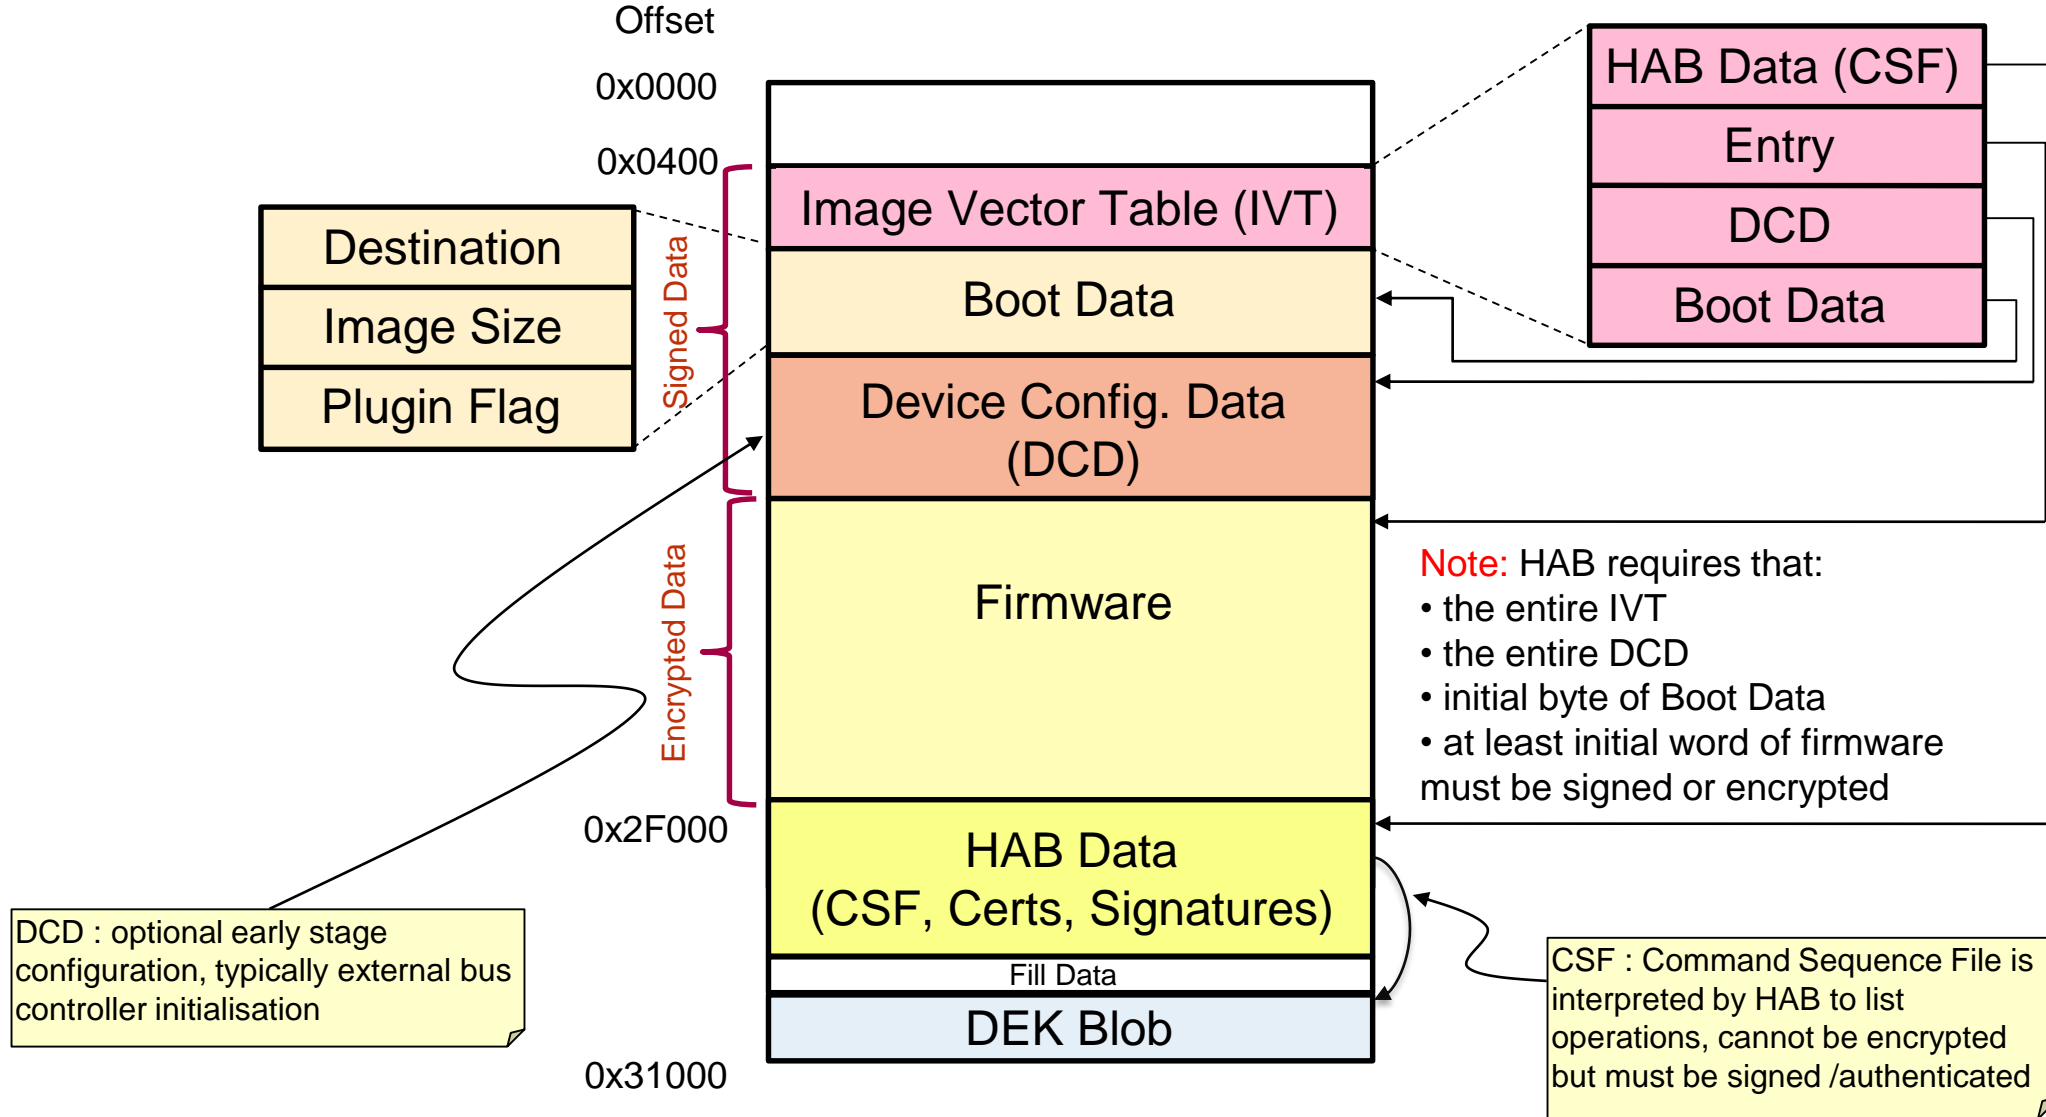 Offset
0x0000
0x0400
0x2F000
0x31000
Destination
Image Size
Plugin Flag
Signed Data
Encrypted Data
Image Vector Table (IVT)
Boot Data
Device Config. Data
(DCD)
Firmware
HAB Data
(CSF, Certs, Signatures)
Fill Data
DEK Blob
HAB Data (CSF)
Entry
DCD
Boot Data
Note: HAB requires that:
• the entire IVT
• the entire DCD
• initial byte of Boot Data
• at least initial word of firmware
must be signed or encrypted
DCD : optional early stage
configuration, typically external bus
controller initialisation
CSF : Command Sequence File is
interpreted by HAB to list
operations, cannot be encrypted
but must be signed /authenticated